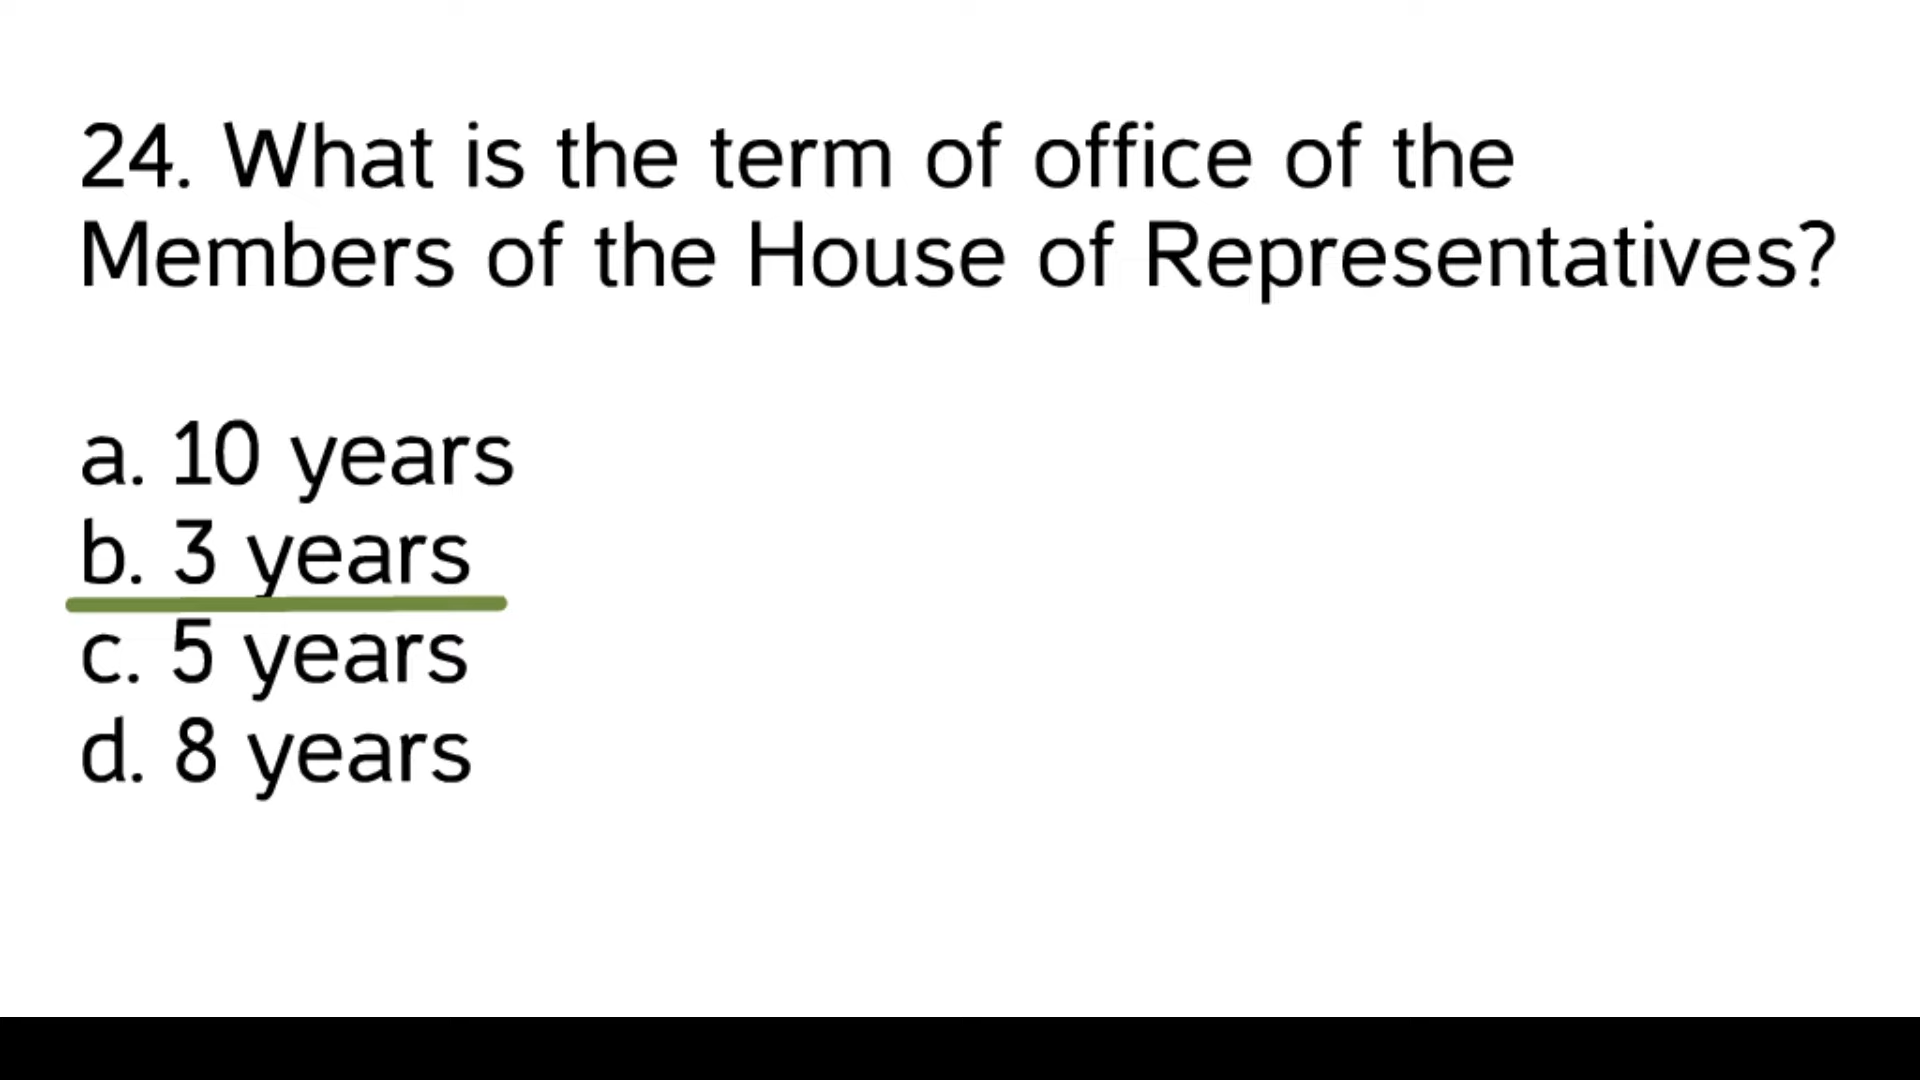 24. What is the term of office of the
Members of the House of Representatives?
a. 10 years
b. 3 years
c. 5 years
d. 8 years